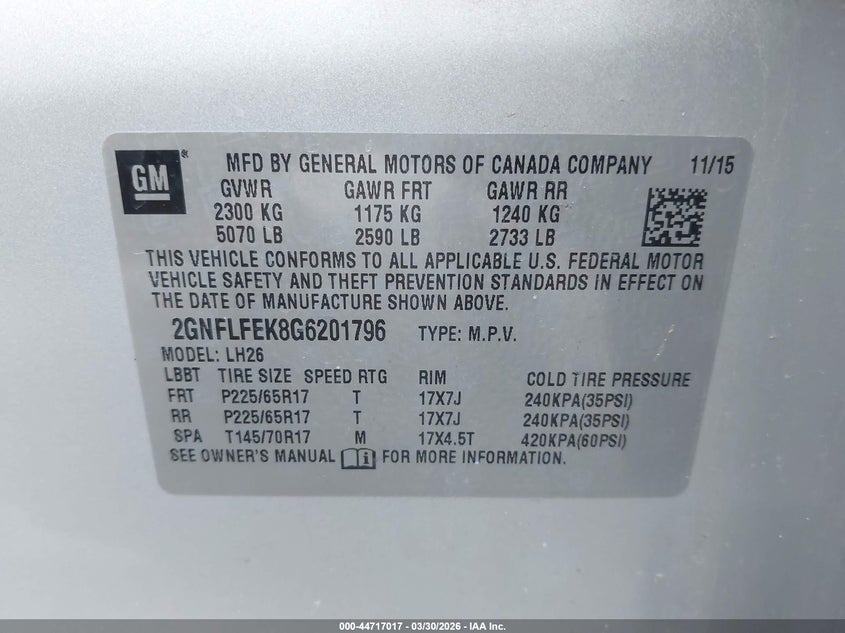 GM ® MFD BY GENERAL MOTORS OF CANADA COMPANY 11/15
GVWR GAWR FRT GAWR RR
2300 KG 1175 KG 1240 KG
5070 LB 2590 LB 2733 LB
THIS VEHICLE CONFORMS TO ALL APPLICABLE U.S. FEDERAL MOTOR
VEHICLE SAFETY AND THEFT PREVENTION STANDARDS IN EFFECT ON
THE DATE OF MANUFACTURE SHOWN ABOVE.
2GNFLFEK8G6201796 TYPE: M.P.V.
MODEL: LH26
LBBT TIRE SIZE SPEED RTG RIM COLD TIRE PRESSURE
FRT P225/65R17 T 17X7J 240KPA(35PSI)
RR P225/65R17 T 17X7J 240KPA(35PSI)
SPA T145/70R17 M 17X4.5T 420KPA(60PSI)
SEE OWNER'S MANUAL FOR MORE INFORMATION.
000-44717017 — 03/30/2026 — IAA Inc.